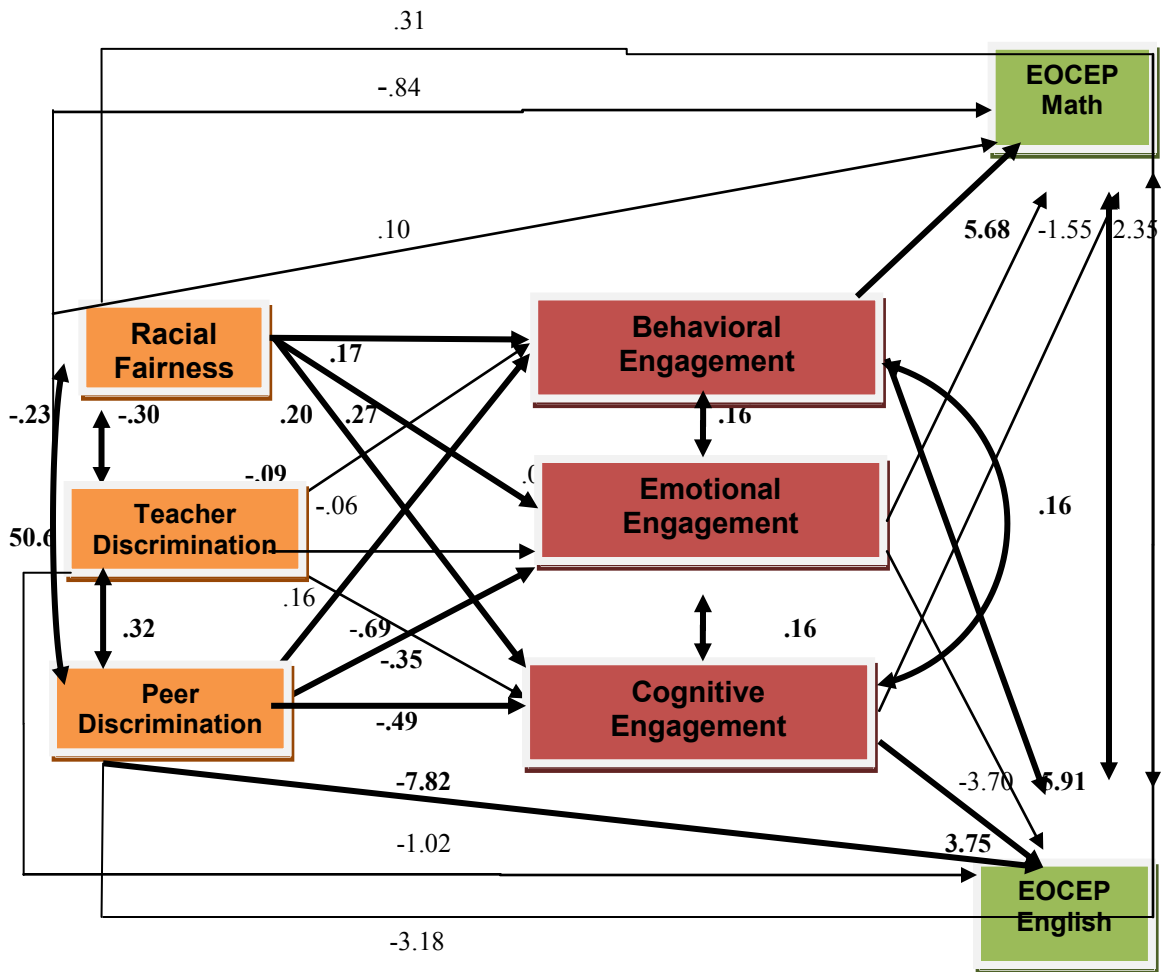 .31
EOCEP
Math
-.84
.10
5.68
-1.55
2.35
Racial
Fairness
Behavioral
Engagement
.17
-.23
-.30
.20
.27
.16
-.09
-.06
Teacher
Discrimination
Emotional
Engagement
.16
50.6
.16
.32
-.69
-.35
.16
Peer
Discrimination
Cognitive
Engagement
-.49
-7.82
-3.70
5.91
-1.02
3.75
EOCEP
English
-3.18